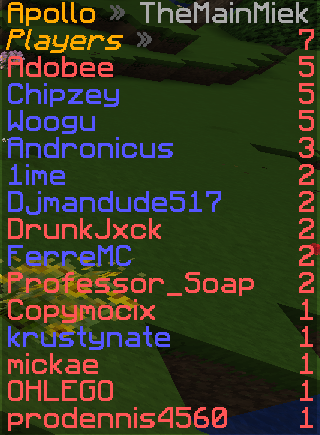 Apollo » TheMainMiek
Players » 7
Adobee 5
Chipzey 5
Woogu 5
Andronicus 3
1ime 2
Djmandude517 2
DrunkJxck 2
FerreMC 2
Professor_Soap 2
Copymocix 1
krustynate 1
mickae 1
OHLEGO 1
prodennis4560 1